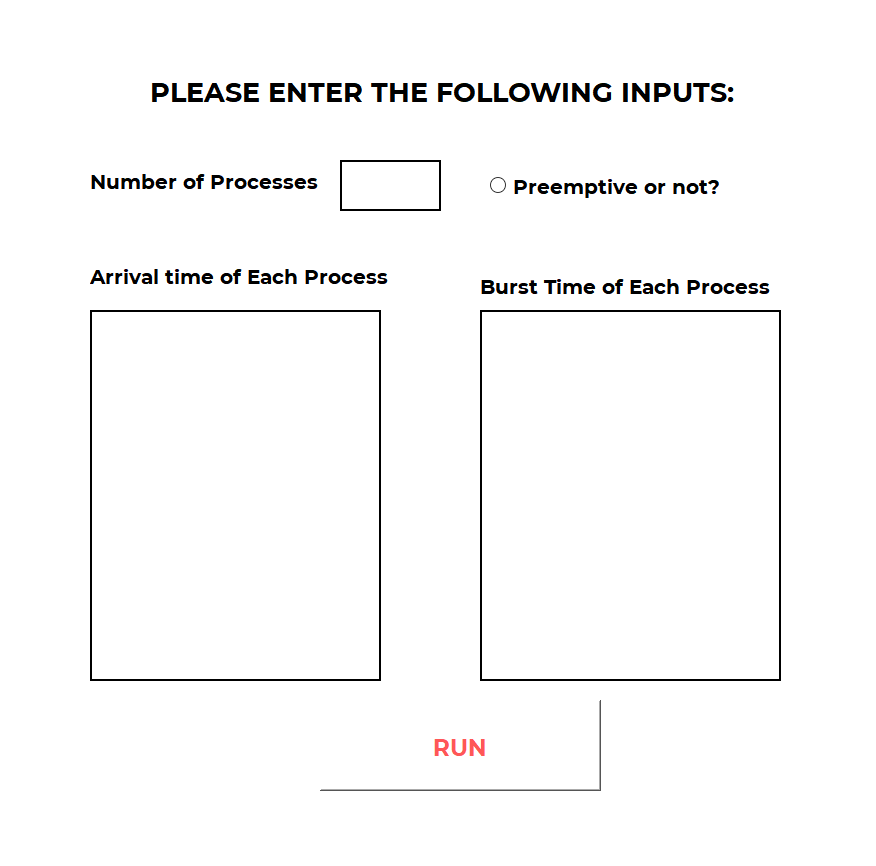 PLEASE ENTER THE FOLLOWING INPUTS:
Number of Processes
Preemptive or not?
Arrival time of Each Process
Burst Time of Each Process
RUN